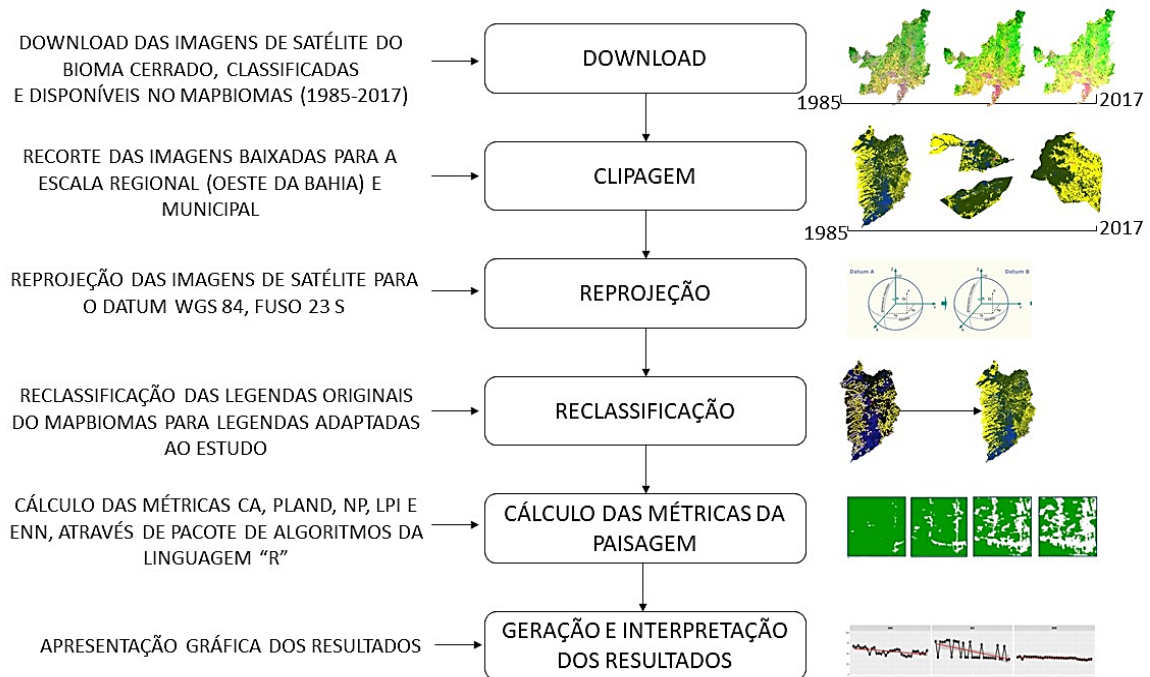 DOWNLOAD DAS IMAGENS DE SATÉLITE DO
BIOMA CERRADO, CLASSIFICADAS
E DISPONÍVEIS NO MAPBIOMAS (1985-2017)
DOWNLOAD
1985
2017
RECORTE DAS IMAGENS BAIXADAS PARA A
ESCALA REGIONAL (OESTE DA BAHIA) E
MUNICIPAL
CLIPAGEM
1985
2017
REPROJEÇÃO DAS IMAGENS DE SATÉLITE PARA
O DATUM WGS 84, FUSO 23 S
REPROJEÇÃO
Datum A
Datum B
RECLASSIFICAÇÃO DAS LEGENDAS ORIGINAIS
DO MAPBIOMAS PARA LEGENDAS ADAPTADAS
AO ESTUDO
RECLASSIFICAÇÃO
CÁLCULO DAS MÉTRICAS CA, PLAND, NP, LPI E
ENN, ATRAVÉS DE PACOTE DE ALGORITMOS DA
LINGUAGEM “R”
CÁLCULO DAS MÉTRICAS DA
PAISAGEM
APRESENTAÇÃO GRÁFICA DOS RESULTADOS
GERAÇÃO E INTERPRETAÇÃO
DOS RESULTADOS